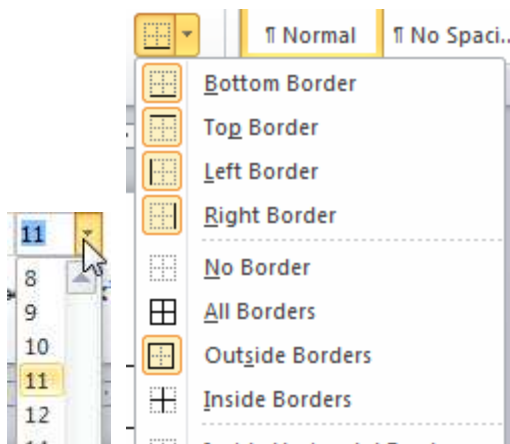 ¶ Normal ¶ No Spaci...
Bottom Border
Top Border
Left Border
Right Border
No Border
All Borders
Outside Borders
Inside Borders
11
8
9
10
11
12